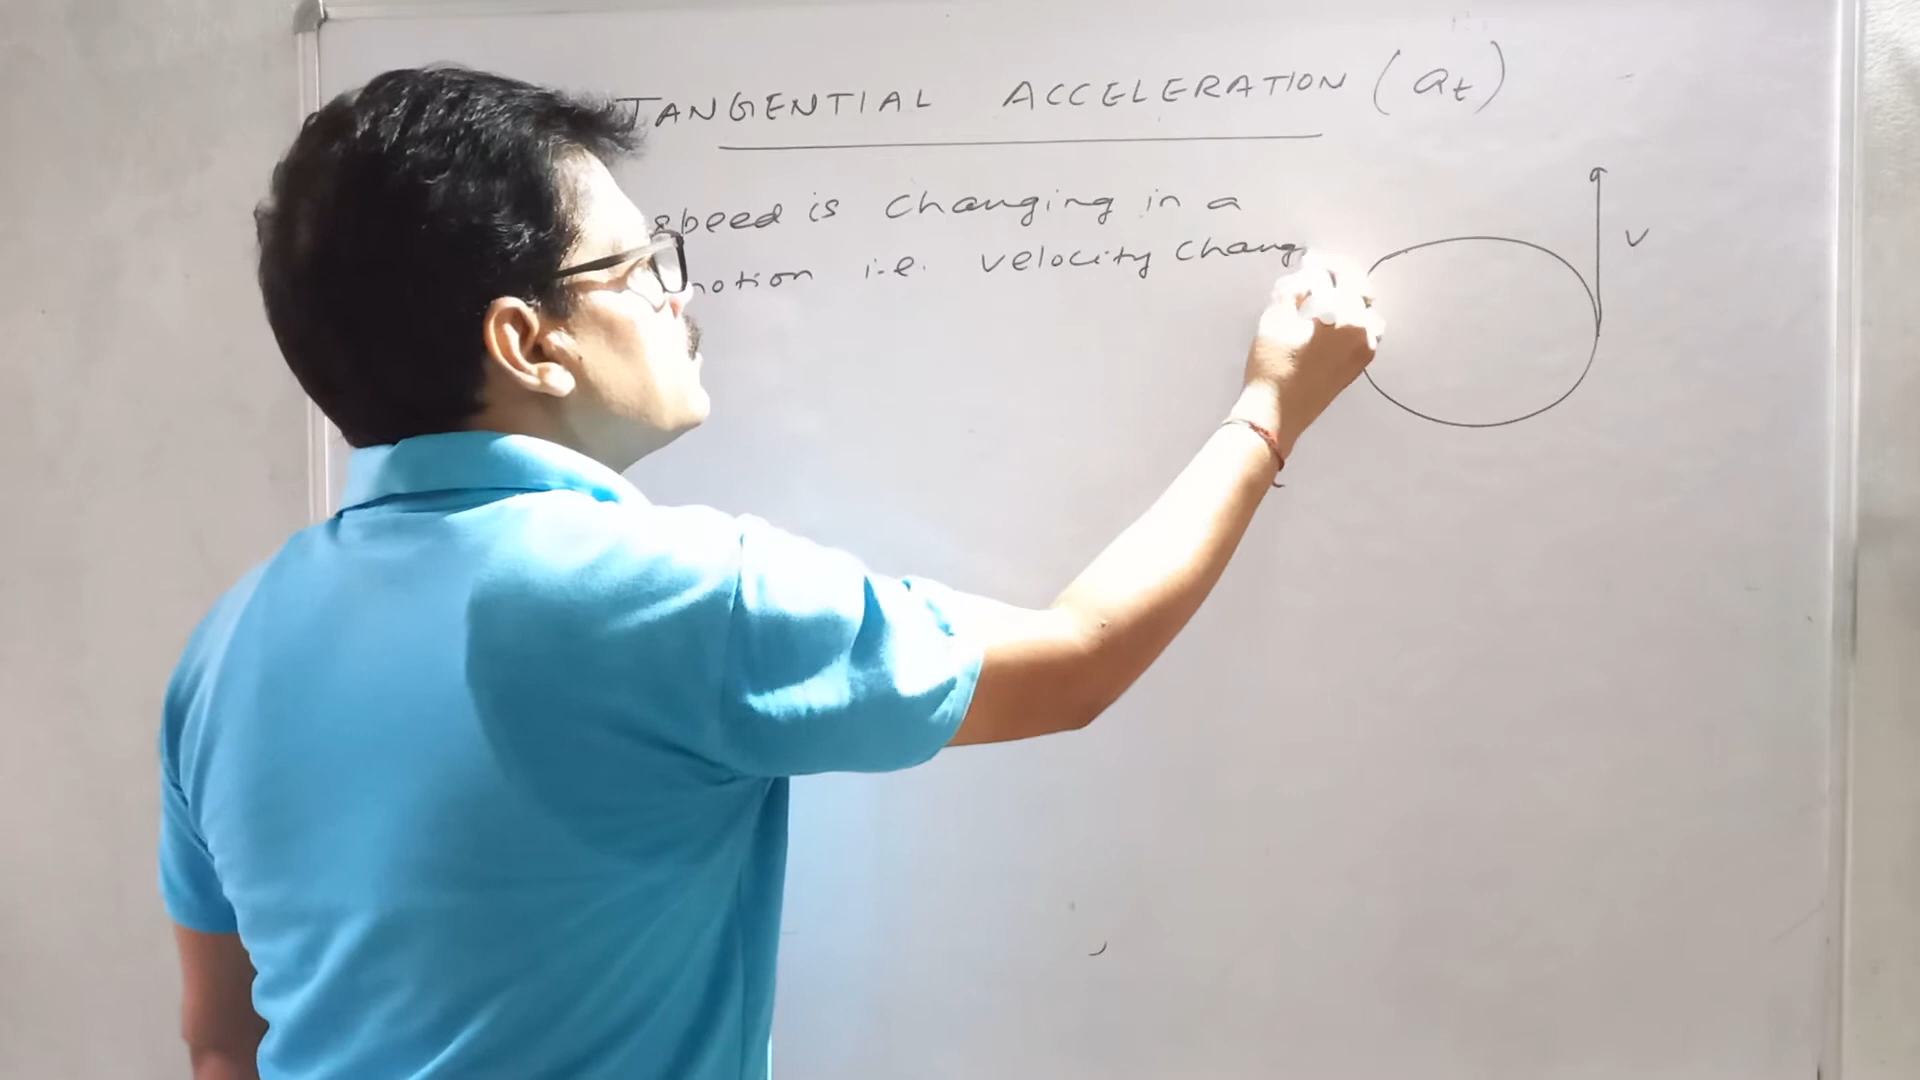 TANGENTIAL ACCELERATION (at)
speed is changing in a
motion i.e. velocity chang
v